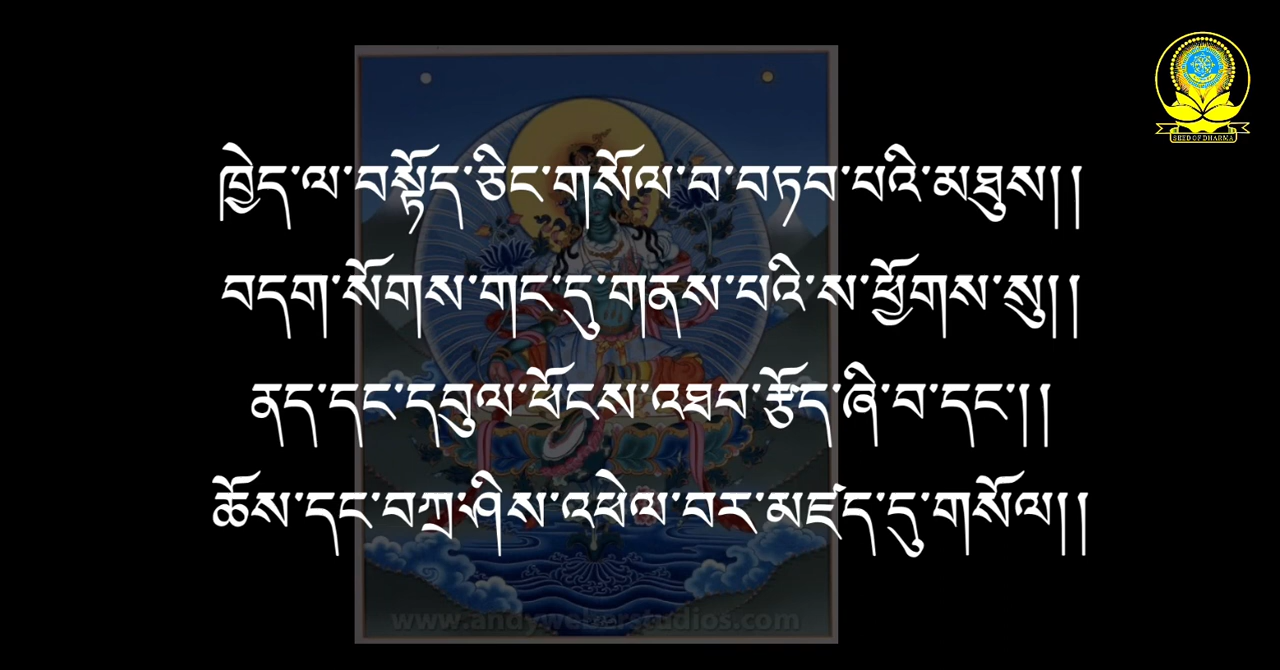 SEED OF DHARMA
ཁྱེད་ལ་བསྟོད་ཅིང་གསོལ་བ་བཏབ་པའི་མཐུས།།
བདག་སོགས་གང་དུ་གནས་པའི་ས་ཕྱོགས་སུ།།
ནད་དང་དབུལ་ཕོངས་འཐབ་རྩོད་ཞི་བ་དང་།།
ཆོས་དང་བཀྲ་ཤིས་འཕེལ་བར་མཛད་དུ་གསོལ།།
www.andyweberstudios.com